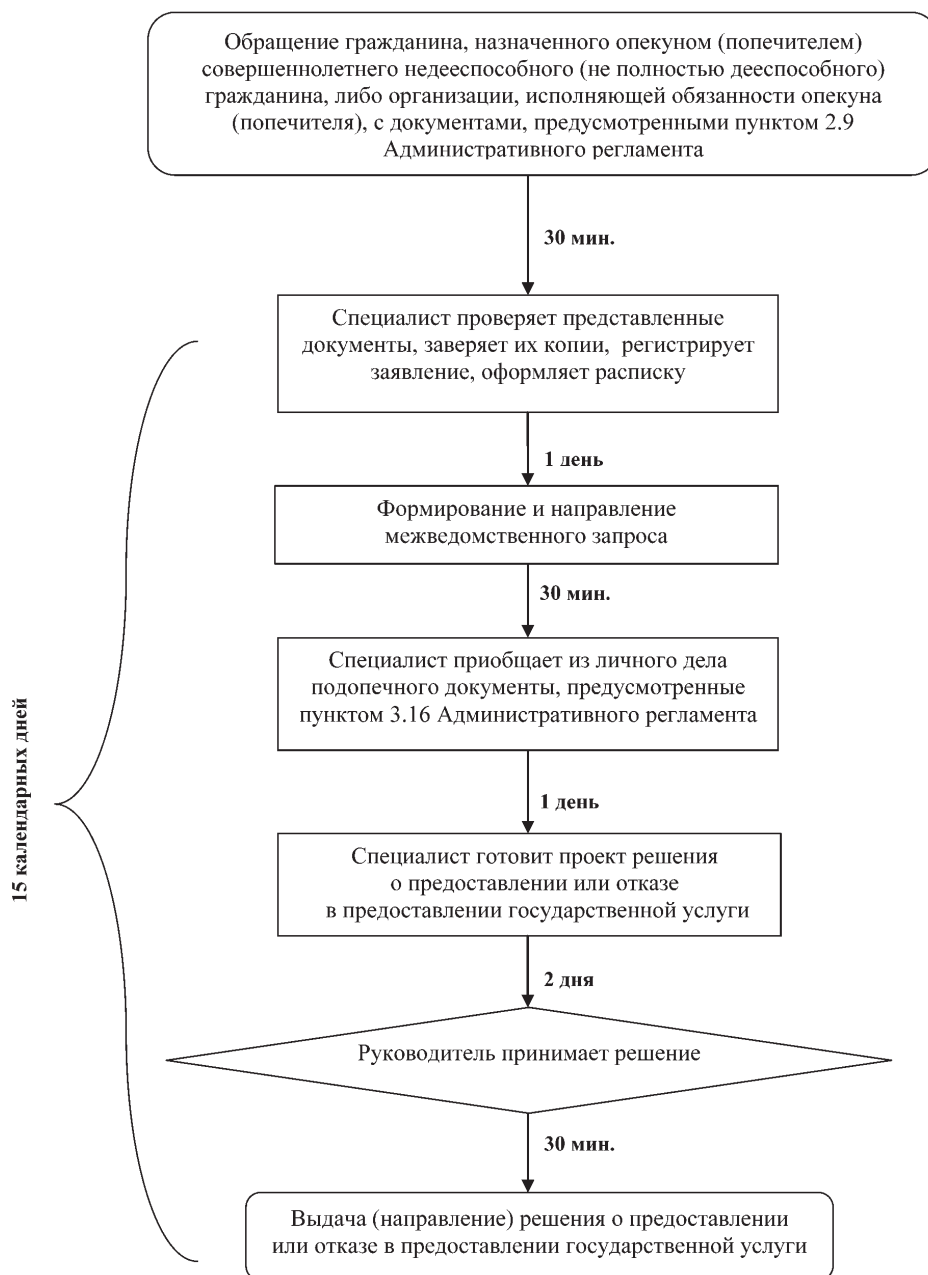 Обращение гражданина, назначенного опекуном (попечителем)
совершеннолетнего недееспособного (не полностью дееспособного)
гражданина, либо организации, исполняющей обязанности опекуна
(попечителя), с документами, предусмотренными пунктом 2.9
Административного регламента
30 мин.
Специалист проверяет представленные
документы, заверяет их копии, регистрирует
заявление, оформляет расписку
1 день
Формирование и направление
межведомственного запроса
30 мин.
Специалист приобщает из личного дела
подопечного документы, предусмотренные
пунктом 3.16 Административного регламента
15 календарных дней
1 день
Специалист готовит проект решения
о предоставлении или отказе
в предоставлении государственной услуги
2 дня
Руководитель принимает решение
30 мин.
Выдача (направление) решения о предоставлении
или отказе в предоставлении государственной услуги